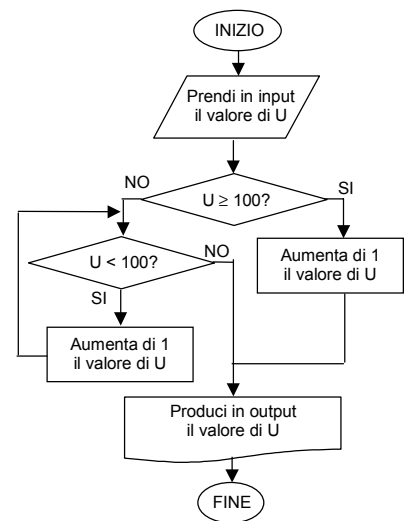 INIZIO
Prendi in input
il valore di U
NO
SI
U ≥ 100?
U < 100?
NO
Aumenta di 1
il valore di U
SI
Aumenta di 1
il valore di U
Produci in output
il valore di U
FINE